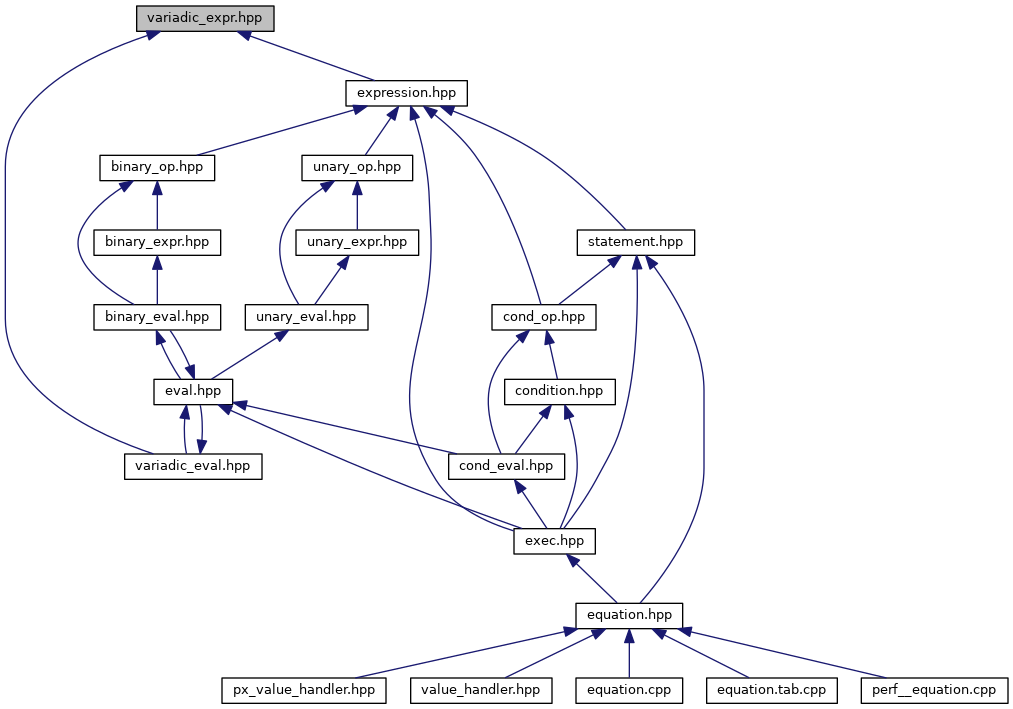 variadic_expr.hpp
expression.hpp
binary_op.hpp
unary_op.hpp
binary_expr.hpp
unary_expr.hpp
statement.hpp
binary_eval.hpp
unary_eval.hpp
cond_op.hpp
eval.hpp
condition.hpp
variadic_eval.hpp
cond_eval.hpp
exec.hpp
equation.hpp
px_value_handler.hpp
value_handler.hpp
equation.cpp
equation.tab.cpp
perf__equation.cpp